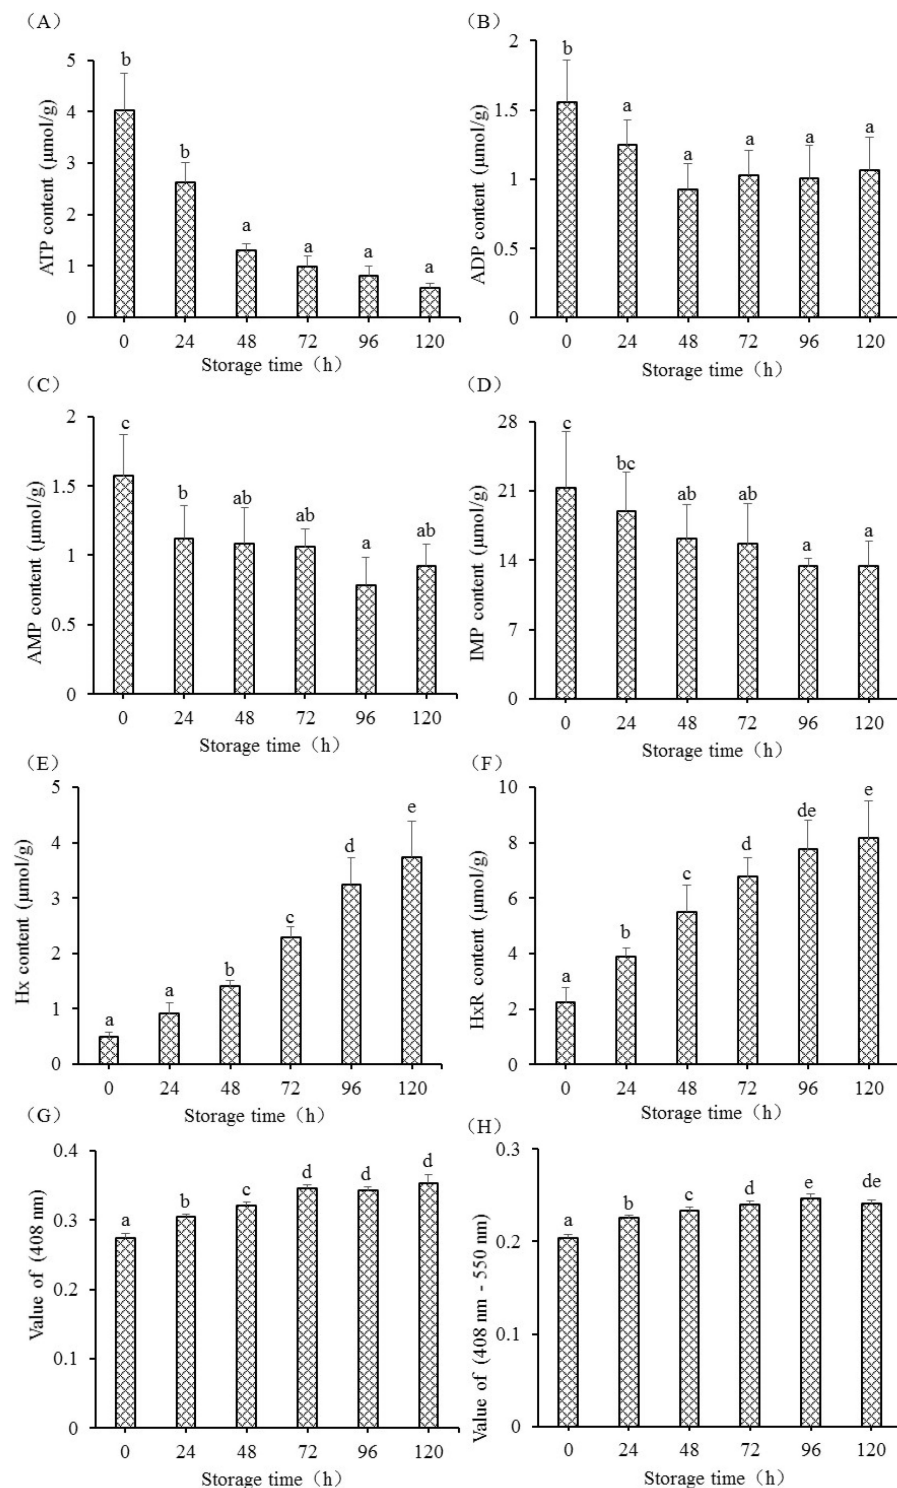 （A）
ATP content (μmol/g)
5
4
3
2
1
0
b
b
a
a
a
a
0 24 48 72 96 120
Storage time（h）
（B）
ADP content (μmol/g)
2
1.5
1
0.5
0
b
a
a
a
a
a
0 24 48 72 96 120
Storage time（h）
（C）
AMP content (μmol/g)
2
1.5
1
0.5
0
c
b
ab
ab
a
ab
0 24 48 72 96 120
Storage time（h）
（D）
IMP content (μmol/g)
28
21
14
7
0
c
bc
ab
ab
a
a
0 24 48 72 96 120
Storage time（h）
（E）
Hx content (μmol/g)
5
4
3
2
1
0
a
a
b
c
d
e
0 24 48 72 96 120
Storage time（h）
（F）
HxR content (μmol/g)
10
8
6
4
2
0
a
b
c
d
de
e
0 24 48 72 96 120
Storage time（h）
（G）
Value of (408 nm)
0.4
0.3
0.2
0.1
0
a
b
c
d
d
d
0 24 48 72 96 120
Storage time（h）
（H）
Value of (408 nm - 550 nm)
0.3
0.2
0.1
0
a
b
c
d
e
de
0 24 48 72 96 120
Storage time（h）